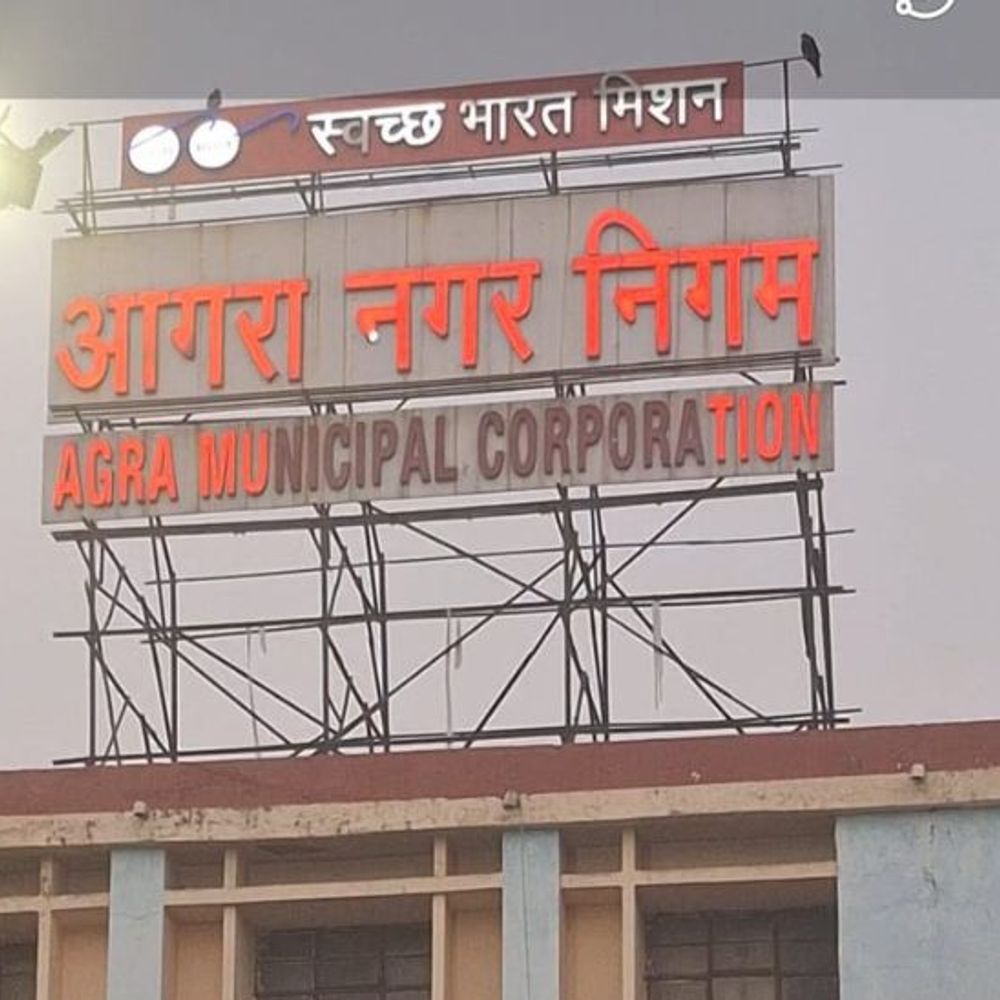 स्वच्छ भारत मिशन
आगरा नगर निगम
AGRA MUNICIPAL CORPORATION